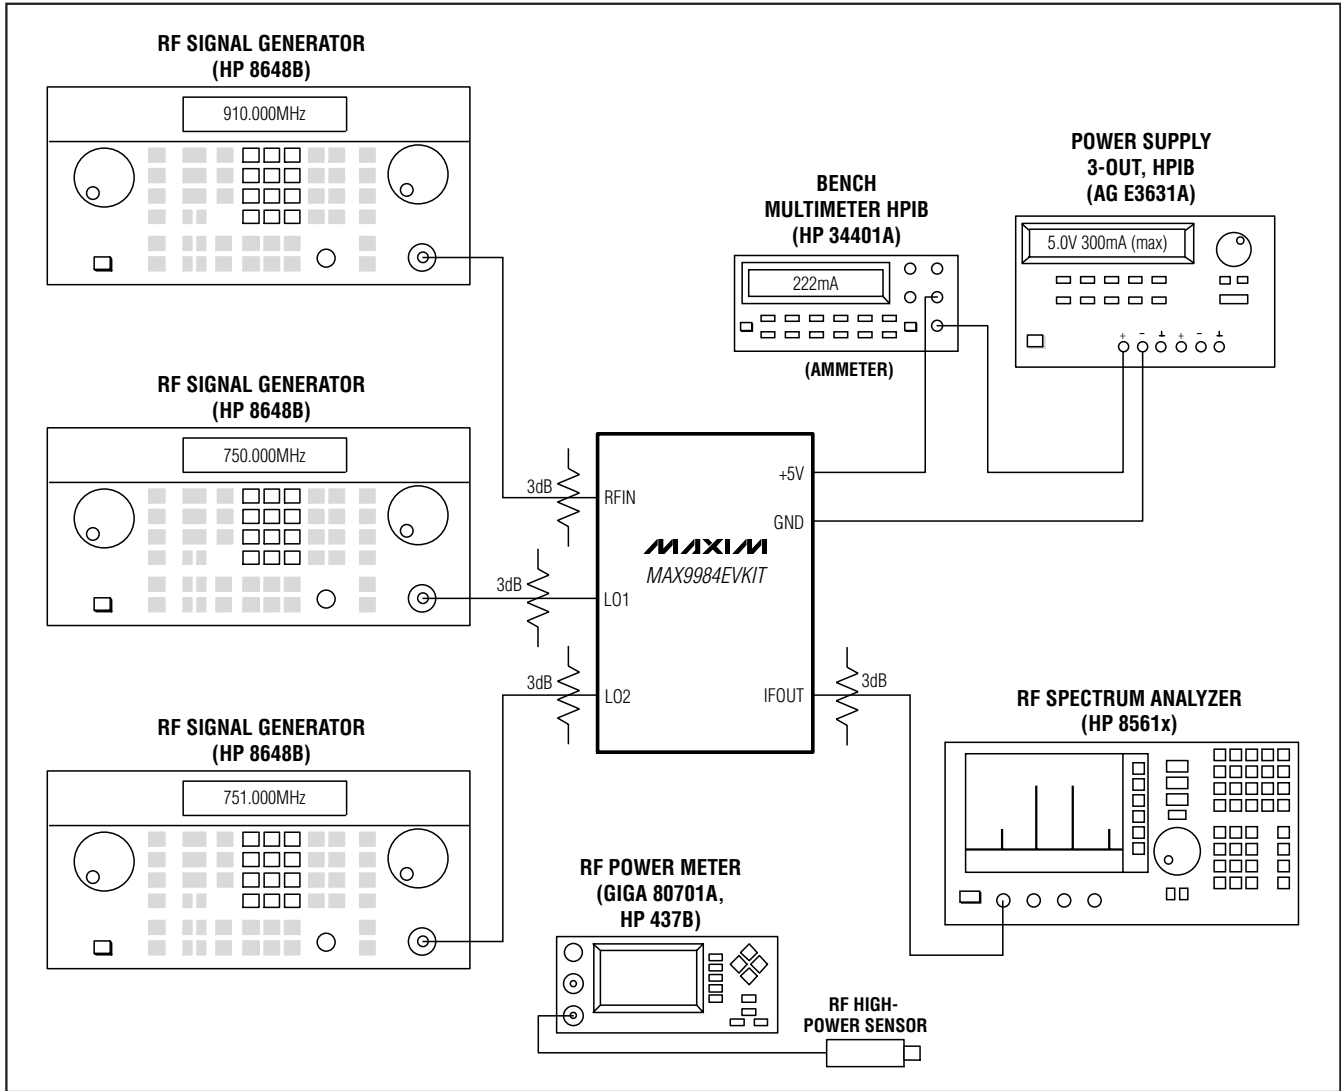 RF SIGNAL GENERATOR
(HP 8648B)
910.000MHz
POWER SUPPLY
3-OUT, HPIB
(AG E3631A)
5.0V 300mA (max)
+ - ⏊ + - ⏊
BENCH
MULTIMETER HPIB
(HP 34401A)
222mA
(AMMETER)
RF SIGNAL GENERATOR
(HP 8648B)
750.000MHz
3dB
RFIN
+5V
GND
MAXIM
MAX9984EVKIT
3dB
LO1
3dB
LO2
IFOUT
3dB
RF SIGNAL GENERATOR
(HP 8648B)
751.000MHz
RF SPECTRUM ANALYZER
(HP 8561x)
RF POWER METER
(GIGA 80701A,
HP 437B)
RF HIGH-
POWER SENSOR